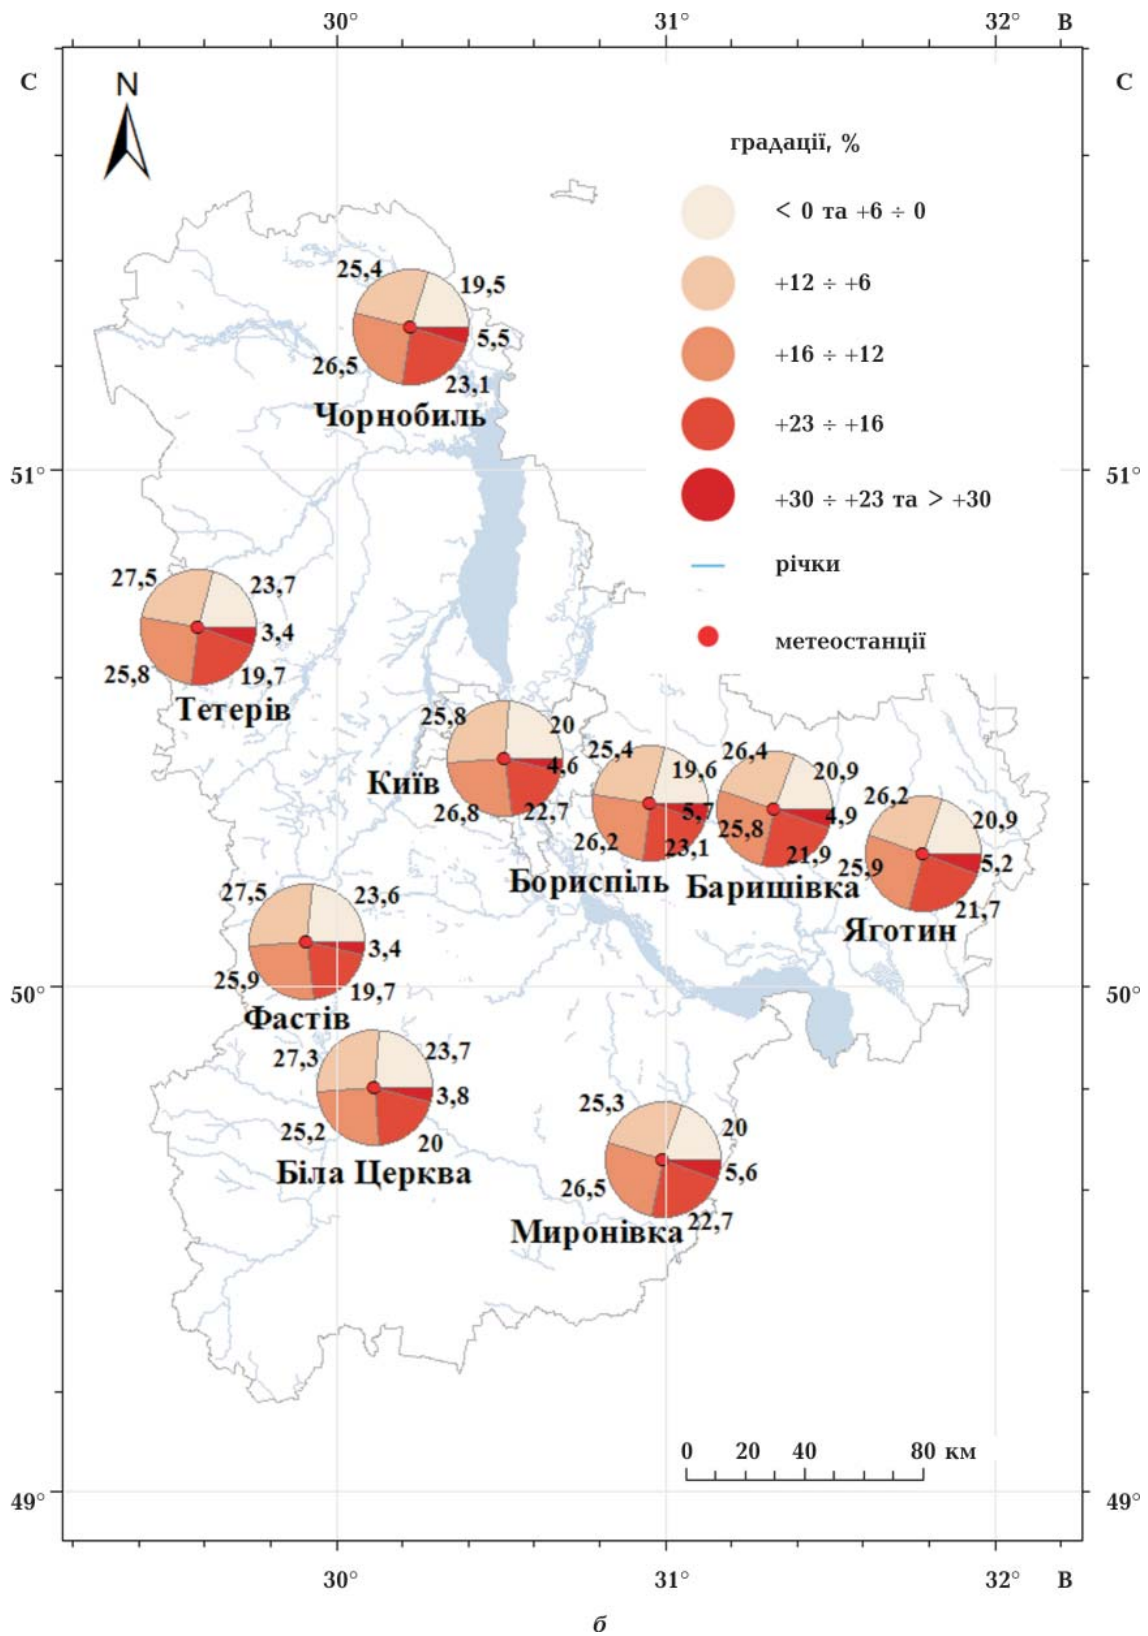 30° 31° 32° В
С С
N
градації, %
< 0 та +6 ÷ 0
+12 ÷ +6
+16 ÷ +12
+23 ÷ +16
+30 ÷ +23 та > +30
річки
метеостанції
25,4 19,5
5,5
26,5 23,1
Чорнобиль
51° 51°
27,5 23,7
3,4
25,8 19,7
Тетерів
25,8 20
4,6
26,8 22,7
Київ
25,4 19,6
5,7
26,2 23,1
Бориспіль
26,4 20,9
4,9
25,8 21,9
Баришівка
26,2 20,9
5,2
25,9 21,7
Яготин
27,5 23,6
3,4
25,9 19,7
Фастів
50° 50°
27,3 23,7
3,8
25,2 20
Біла Церква
25,3 20
5,6
26,5 22,7
Миронівка
0 20 40 80 км
49° 49°
30° 31° 32° В
б